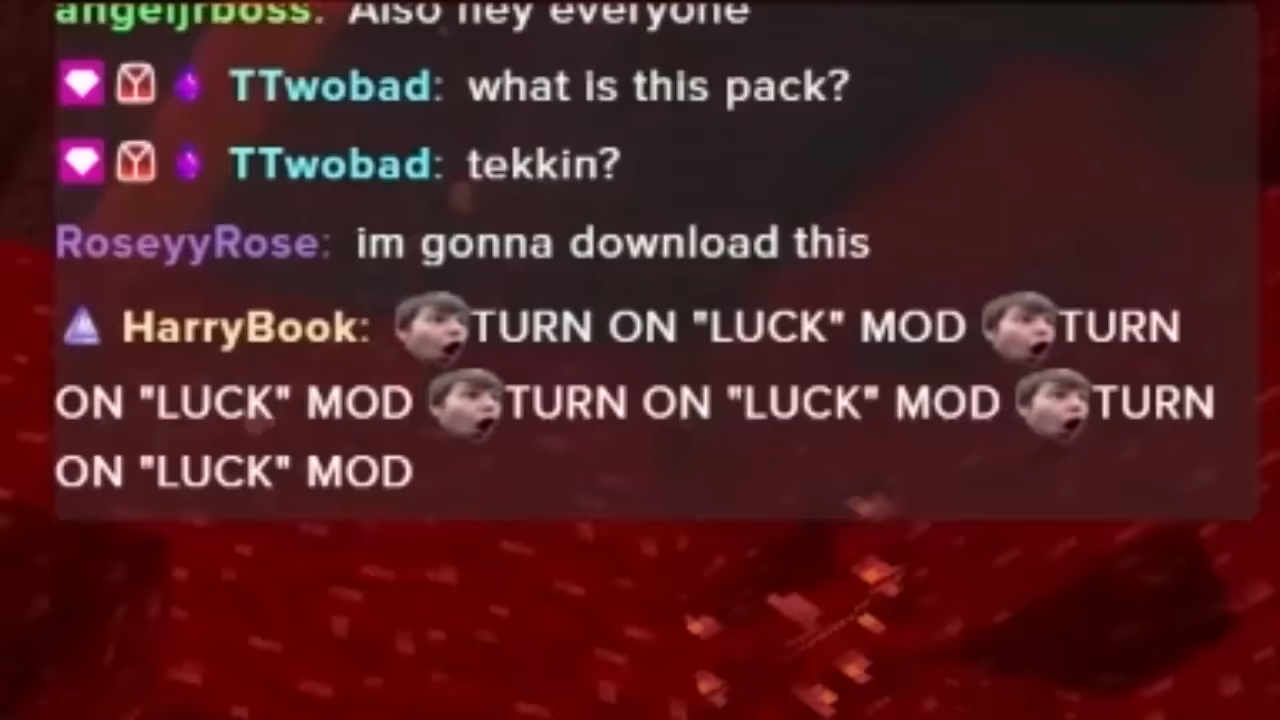 angeljrboss: Also hey everyone
TTwobad: what is this pack?
TTwobad: tekkin?
RoseyyRose: im gonna download this
HarryBook: TURN ON "LUCK" MOD TURN
ON "LUCK" MOD TURN ON "LUCK" MOD TURN
ON "LUCK" MOD